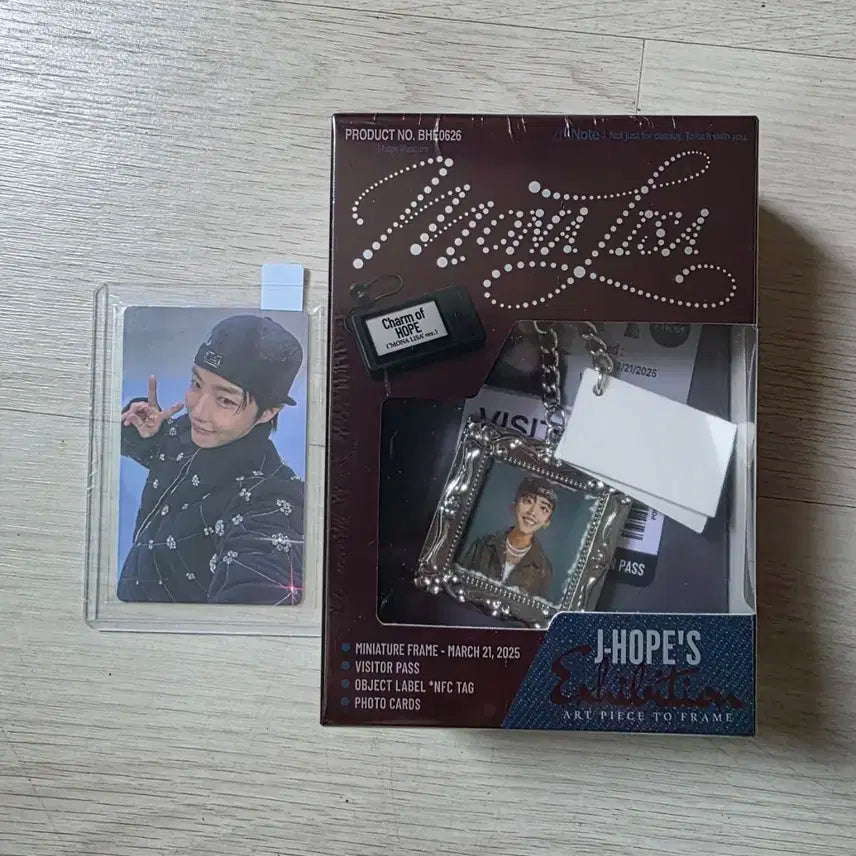 PRODUCT NO. BHE0626
Note : Not just for display. Take it with you.
MONA LISA
Charm of
HOPE
('MONA LISA' ver.)
/21/2025
VISIT
PASS
MINIATURE FRAME - MARCH 21, 2025
VISITOR PASS
OBJECT LABEL *NFC TAG
PHOTO CARDS
J-HOPE'S
Exhibition
ART PIECE TO FRAME